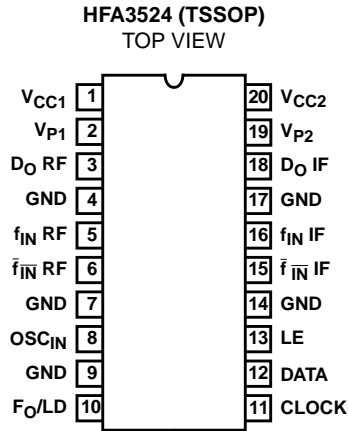 HFA3524 (TSSOP)
TOP VIEW
VCC1 1 20 VCC2
VP1 2 19 VP2
DO RF 3 18 DO IF
GND 4 17 GND
fIN RF 5 16 fIN IF
f̄I̅N̅ RF 6 15 f̄ I̅N̅ IF
GND 7 14 GND
OSCIN 8 13 LE
GND 9 12 DATA
FO/LD 10 11 CLOCK